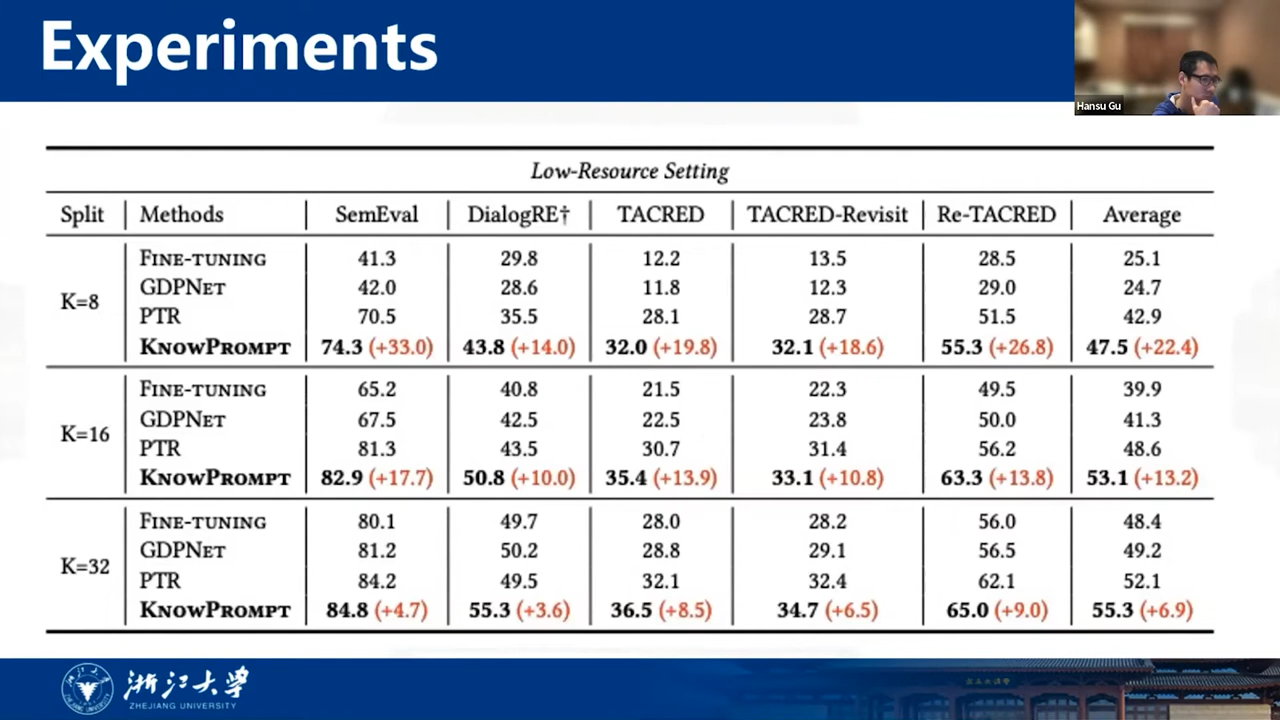 Experiments
Hansu Gu
Low-Resource Setting
Split Methods SemEval DialogRE† TACRED TACRED-Revisit Re-TACRED Average
K=8
FINE-TUNING 41.3 29.8 12.2 13.5 28.5 25.1
GDPNET 42.0 28.6 11.8 12.3 29.0 24.7
PTR 70.5 35.5 28.1 28.7 51.5 42.9
KNOWPROMPT 74.3 (+33.0) 43.8 (+14.0) 32.0 (+19.8) 32.1 (+18.6) 55.3 (+26.8) 47.5 (+22.4)
K=16
FINE-TUNING 65.2 40.8 21.5 22.3 49.5 39.9
GDPNET 67.5 42.5 22.5 23.8 50.0 41.3
PTR 81.3 43.5 30.7 31.4 56.2 48.6
KNOWPROMPT 82.9 (+17.7) 50.8 (+10.0) 35.4 (+13.9) 33.1 (+10.8) 63.3 (+13.8) 53.1 (+13.2)
K=32
FINE-TUNING 80.1 49.7 28.0 28.2 56.0 48.4
GDPNET 81.2 50.2 28.8 29.1 56.5 49.2
PTR 84.2 49.5 32.1 32.4 62.1 52.1
KNOWPROMPT 84.8 (+4.7) 55.3 (+3.6) 36.5 (+8.5) 34.7 (+6.5) 65.0 (+9.0) 55.3 (+6.9)
浙江大学
ZHEJIANG UNIVERSITY